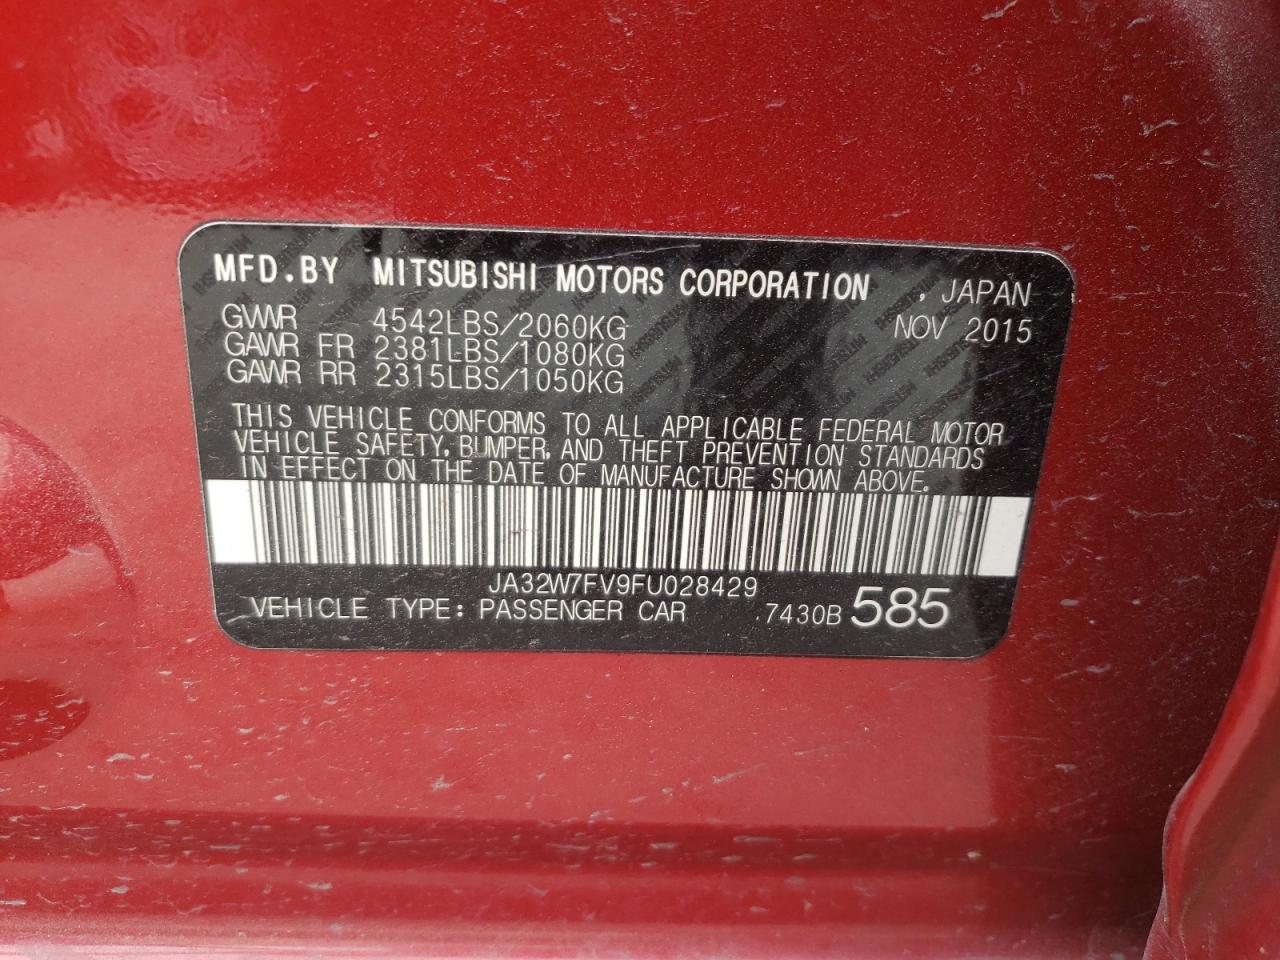 MFD.BY MITSUBISHI MOTORS CORPORATION , JAPAN
GVWR 4542LBS/2060KG NOV 2015
GAWR FR 2381LBS/1080KG
GAWR RR 2315LBS/1050KG
THIS VEHICLE CONFORMS TO ALL APPLICABLE FEDERAL MOTOR
VEHICLE SAFETY, BUMPER, AND THEFT PREVENTION STANDARDS
IN EFFECT ON THE DATE OF MANUFACTURE SHOWN ABOVE.
JA32W7FV9FU028429
VEHICLE TYPE: PASSENGER CAR 7430B 585